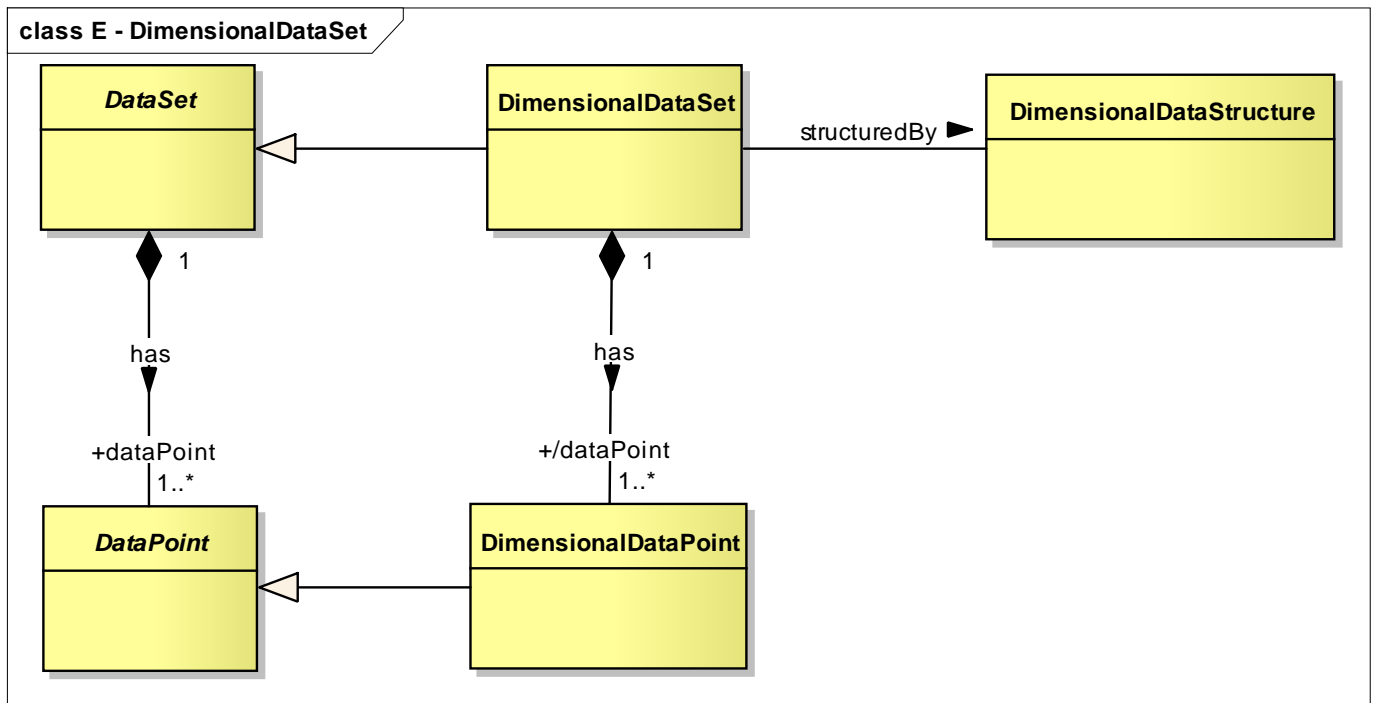 class E - DimensionalDataSet
DataSet
DimensionalDataSet
DimensionalDataStructure
structuredBy
1
1
has
has
+dataPoint
+/dataPoint
1..*
1..*
DataPoint
DimensionalDataPoint